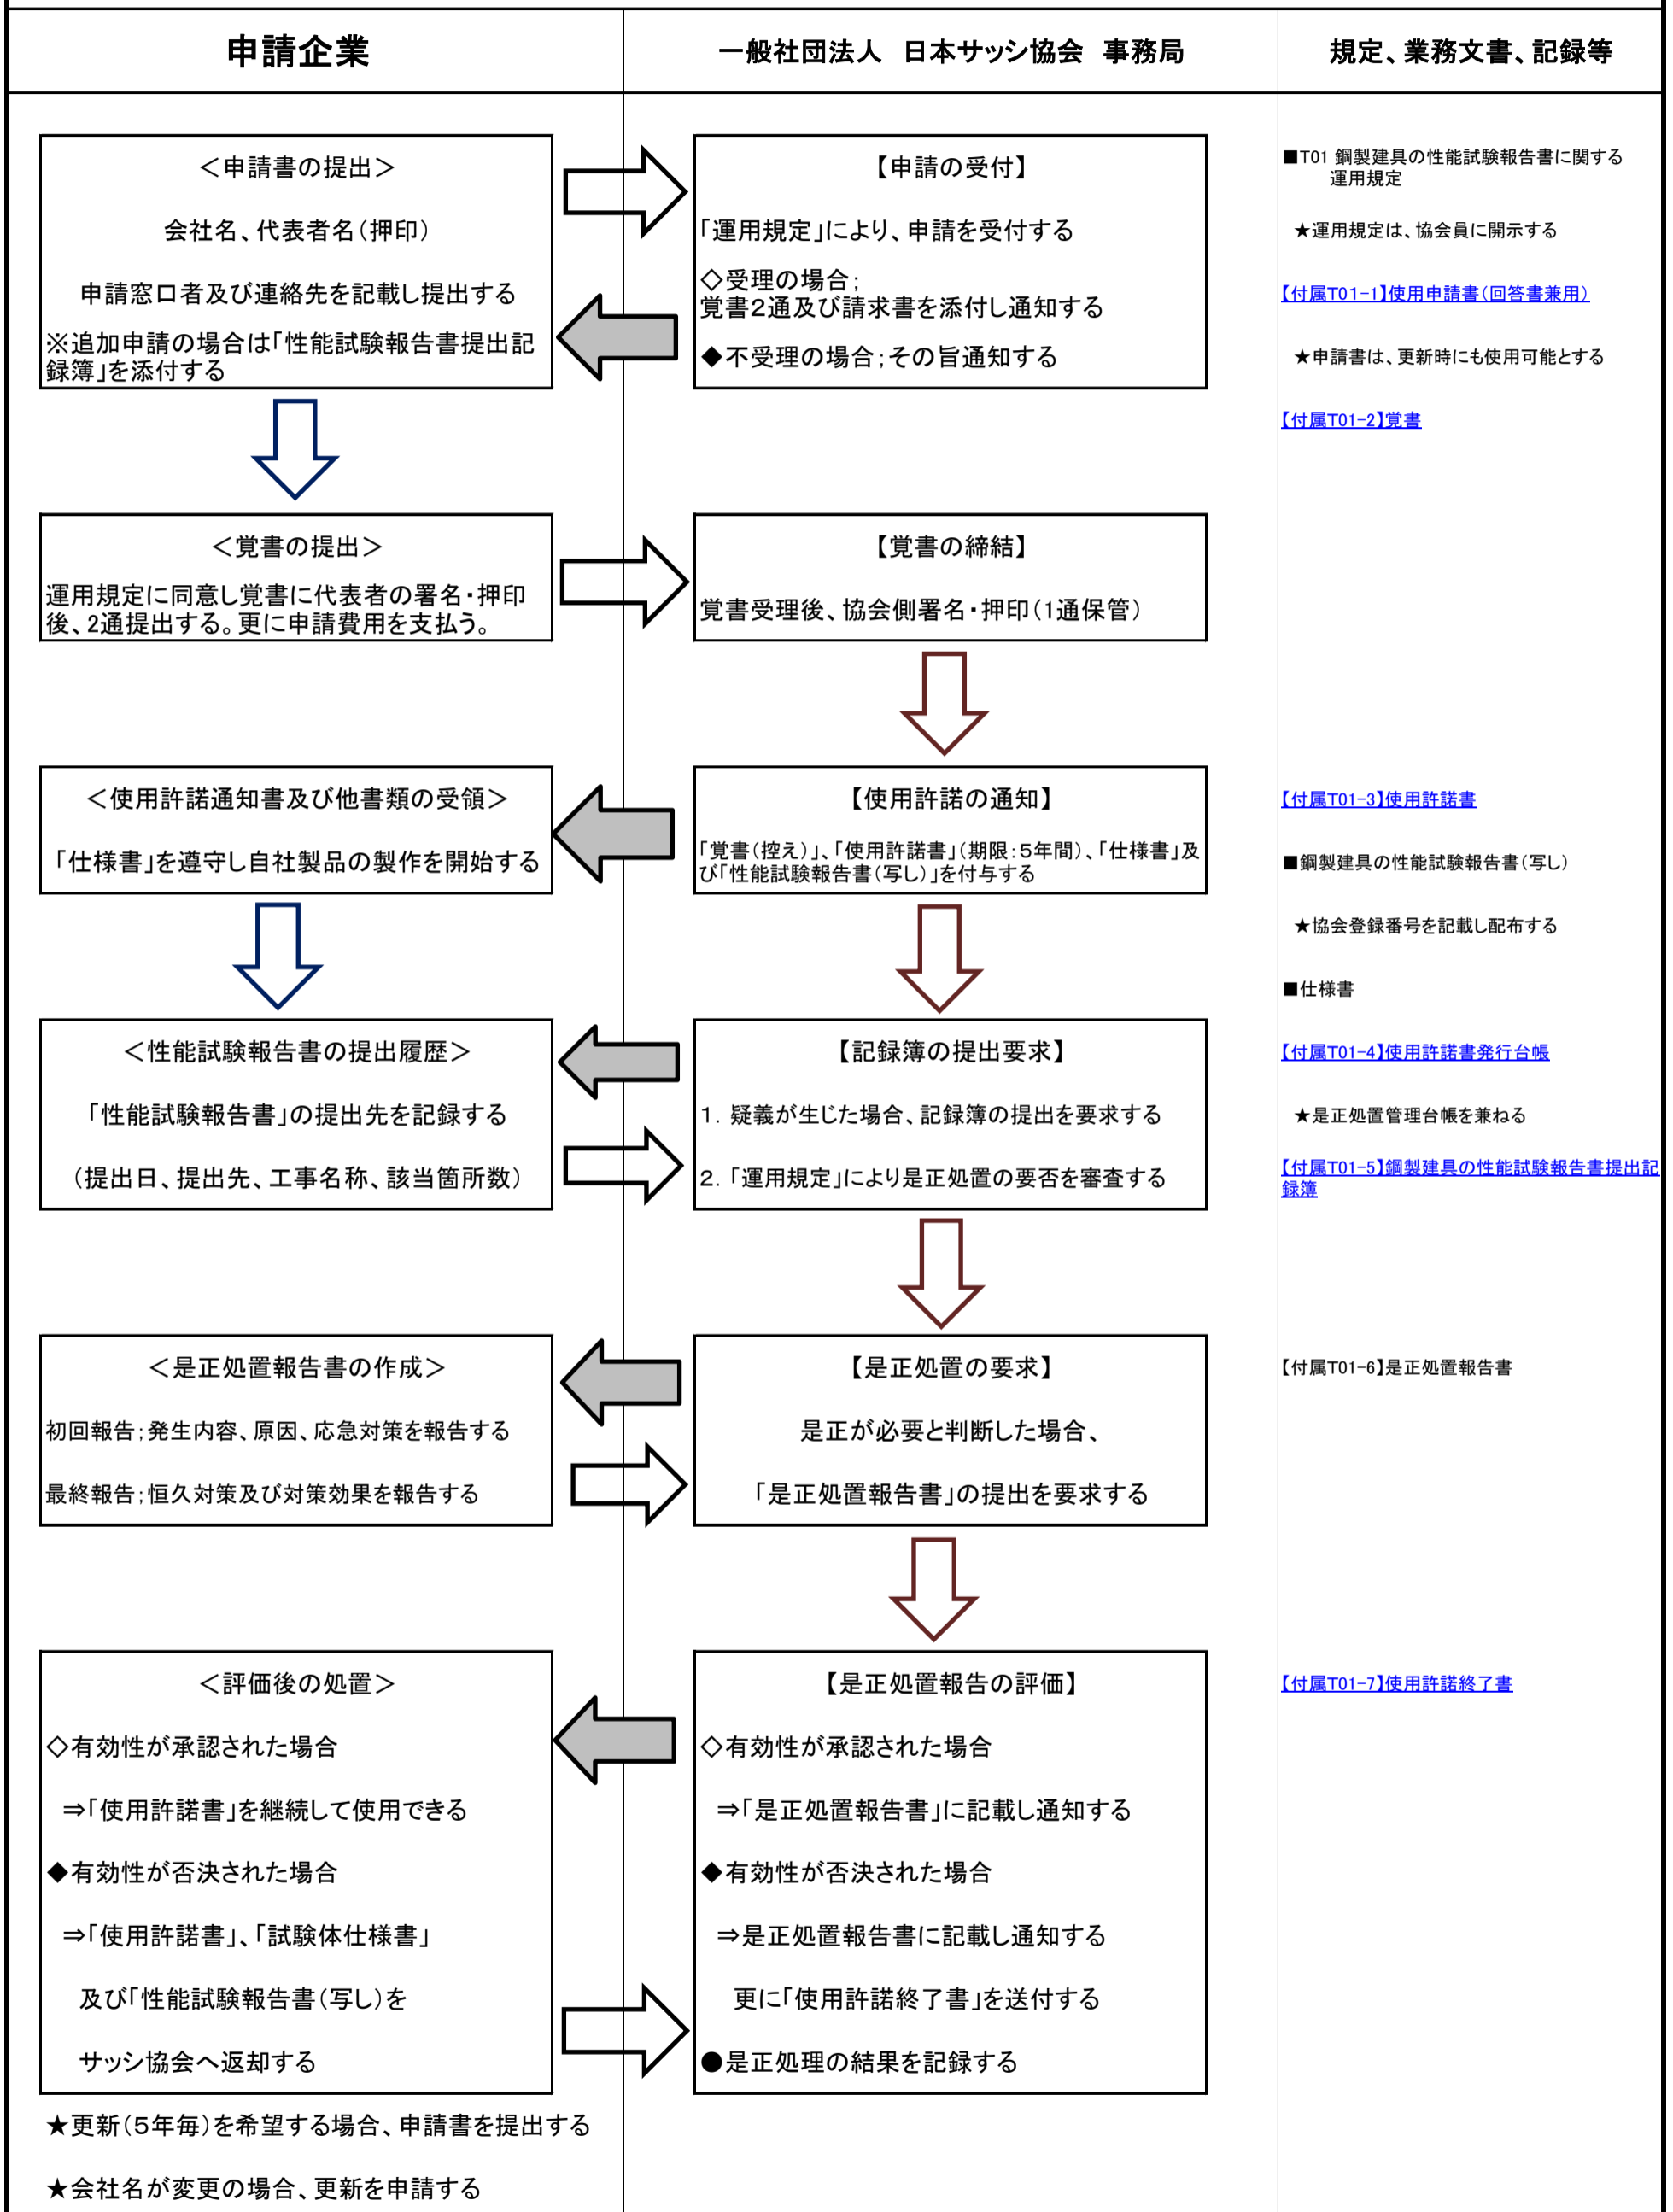 申請企業
一般社団法人　日本サッシ協会　事務局
規定、業務文書、記録等
＜申請書の提出＞
会社名、代表者名（押印）
申請窓口者及び連絡先を記載し提出する
※追加申請の場合は「性能試験報告書提出記
録簿」を添付する
【申請の受付】
「運用規定」により、申請を受付する
◇受理の場合；
覚書２通及び請求書を添付し通知する
◆不受理の場合；その旨通知する
■T01 鋼製建具の性能試験報告書に関する
運用規定
★運用規定は、協会員に開示する
【付属T01-1】使用申請書（回答書兼用）
★申請書は、更新時にも使用可能とする
【付属T01-2】覚書
＜覚書の提出＞
運用規定に同意し覚書に代表者の署名・押印
後、2通提出する。更に申請費用を支払う。
【覚書の締結】
覚書受理後、協会側署名・押印（1通保管）
＜使用許諾通知書及び他書類の受領＞
「仕様書」を遵守し自社製品の製作を開始する
【使用許諾の通知】
「覚書（控え）」、「使用許諾書」（期限：５年間）、「仕様書」及
び「性能試験報告書（写し）」を付与する
【付属T01-3】使用許諾書
■鋼製建具の性能試験報告書（写し）
★協会登録番号を記載し配布する
■仕様書
＜性能試験報告書の提出履歴＞
「性能試験報告書」の提出先を記録する
（提出日、提出先、工事名称、該当箇所数）
【記録簿の提出要求】
１．疑義が生じた場合、記録簿の提出を要求する
２．「運用規定」により是正処置の要否を審査する
【付属T01-4】使用許諾書発行台帳
★是正処置管理台帳を兼ねる
【付属T01-5】鋼製建具の性能試験報告書提出記
録簿
＜是正処置報告書の作成＞
初回報告；発生内容、原因、応急対策を報告する
最終報告；恒久対策及び対策効果を報告する
【是正処置の要求】
是正が必要と判断した場合、
「是正処置報告書」の提出を要求する
【付属T01-6】是正処置報告書
＜評価後の処置＞
◇有効性が承認された場合
⇒「使用許諾書」を継続して使用できる
◆有効性が否決された場合
⇒「使用許諾書」、「試験体仕様書」
及び「性能試験報告書（写し）を
サッシ協会へ返却する
【是正処置報告の評価】
◇有効性が承認された場合
⇒「是正処置報告書」に記載し通知する
◆有効性が否決された場合
⇒是正処置報告書に記載し通知する
更に「使用許諾終了書」を送付する
●是正処理の結果を記録する
【付属T01-7】使用許諾終了書
★更新（５年毎）を希望する場合、申請書を提出する
★会社名が変更の場合、更新を申請する